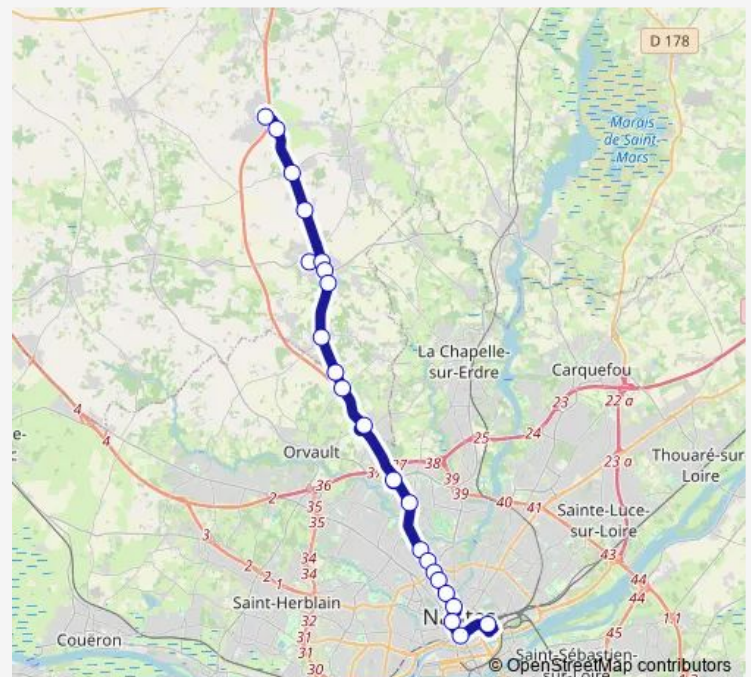 D 178
Marais
de Saint-
Mars
La Chapelle-
sur-Erdre
Carquefou
4
4
23
22 a
e-
Orvault
25
24
23 a
Thouaré-sur
Loire
37
38
36
39
39
40
41
2
35
35
3
Sainte-Luce-
sur-Loire
34
34
2
2
1
43
44
44
Saint-Herblain
Nantes
32
31
31
30
1.1
45
Couëron
Saint-Sébastien-
sur-Loire
© OpenStreetMap contributors